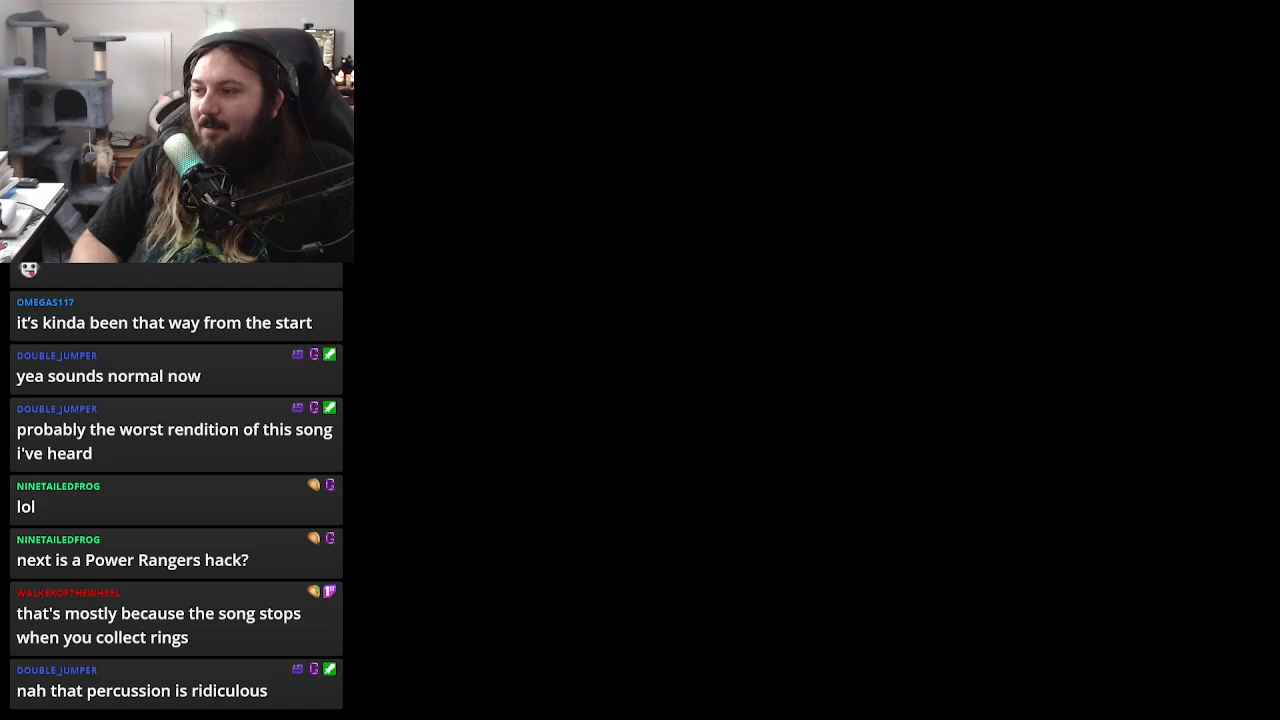 OMEGAS117
it's kinda been that way from the start
DOUBLE_JUMPER
yea sounds normal now
DOUBLE_JUMPER
probably the worst rendition of this song
i've heard
NINETAILEDFROG
lol
NINETAILEDFROG
next is a Power Rangers hack?
WALKEROFTHEWHEEL
that's mostly because the song stops
when you collect rings
DOUBLE_JUMPER
nah that percussion is ridiculous